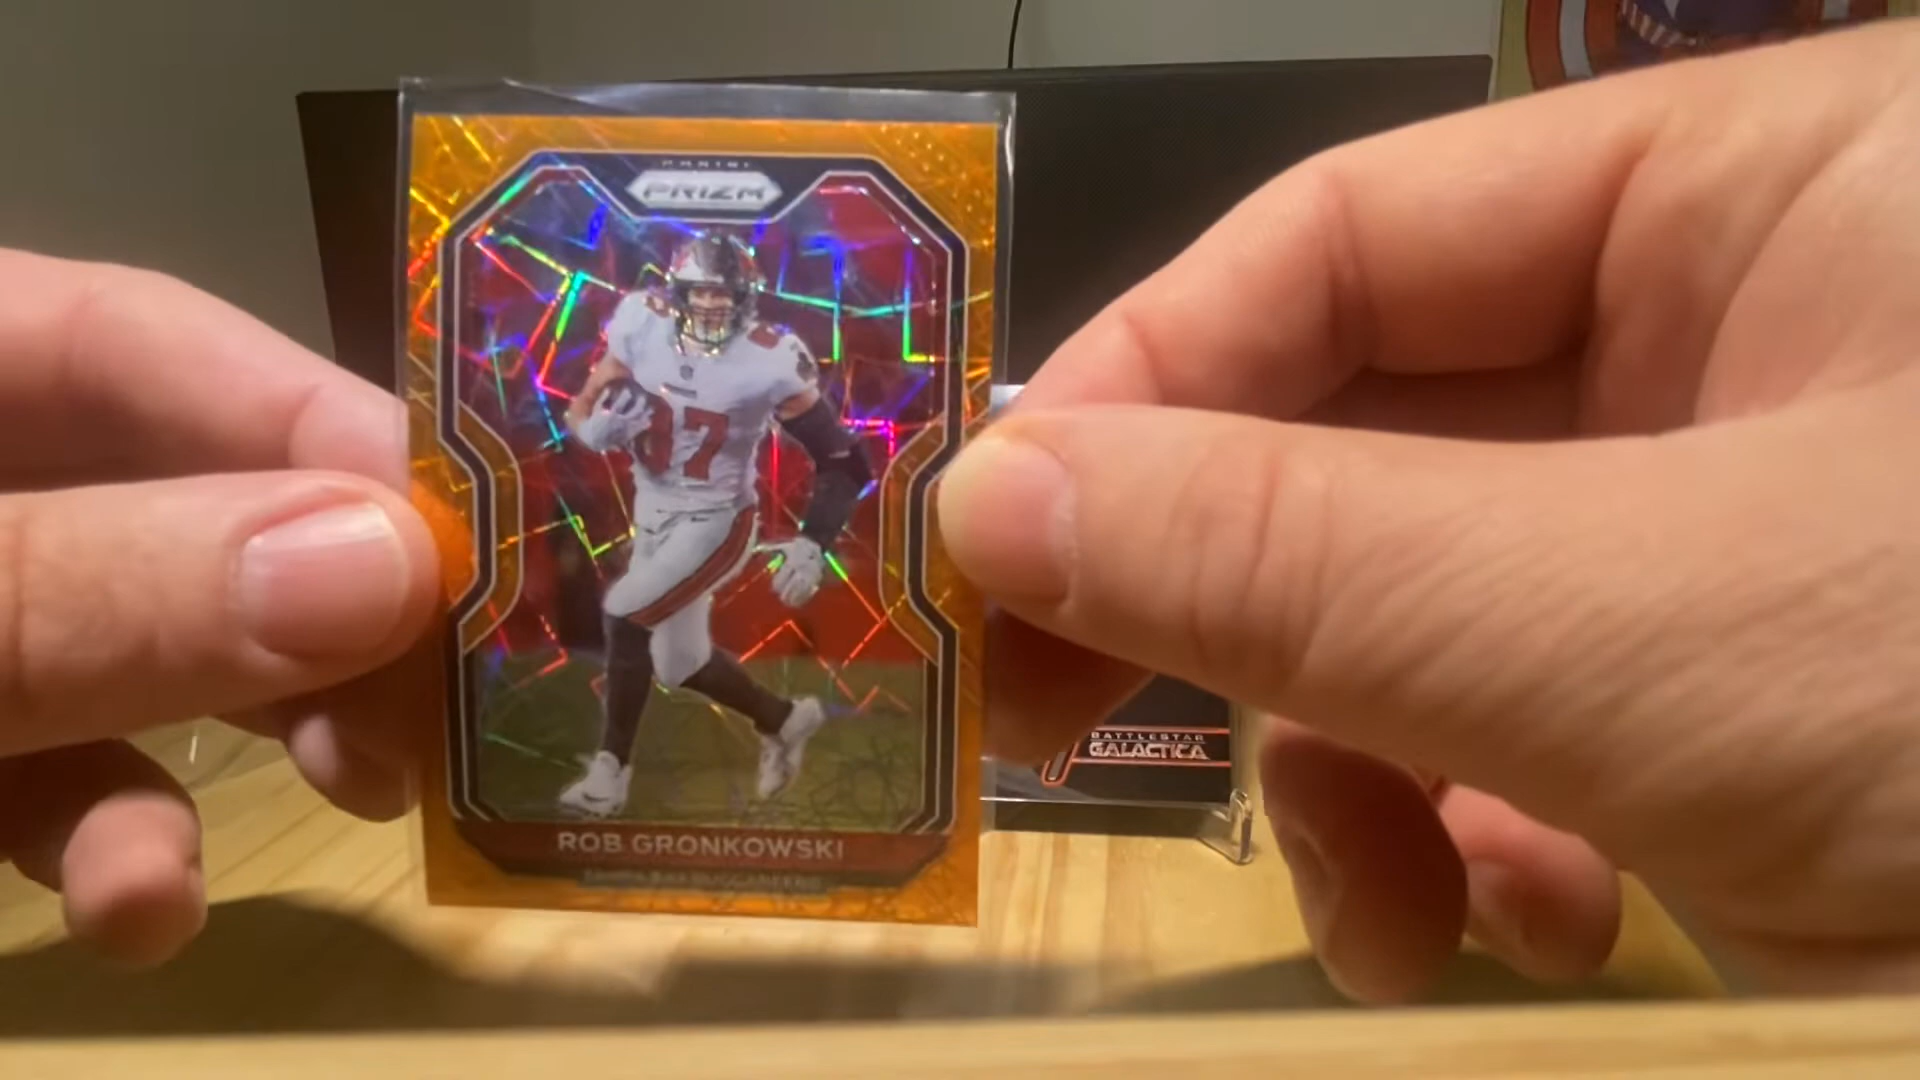 PANINI
PRIZM
87
ROB GRONKOWSKI
TAMPA BAY BUCCANEERS
BATTLESTAR
GALACTICA